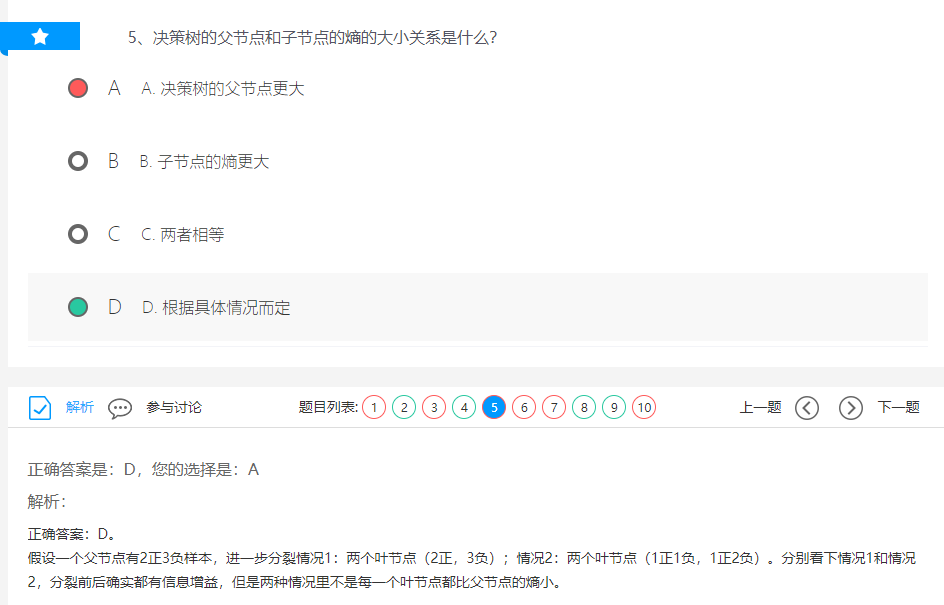 5、决策树的父节点和子节点的熵的大小关系是什么?
A A. 决策树的父节点更大
B B. 子节点的熵更大
C C. 两者相等
D D. 根据具体情况而定
解析 参与讨论 题目列表: 1 2 3 4 5 6 7 8 9 10 上一题 下一题
正确答案是：D，您的选择是：A
解析：
正确答案：D。
假设一个父节点有2正3负样本，进一步分裂情况1：两个叶节点（2正，3负）；情况2：两个叶节点（1正1负，1正2负）。分别看下情况1和情况
2，分裂前后确实都有信息增益，但是两种情况里不是每一个叶节点都比父节点的熵小。